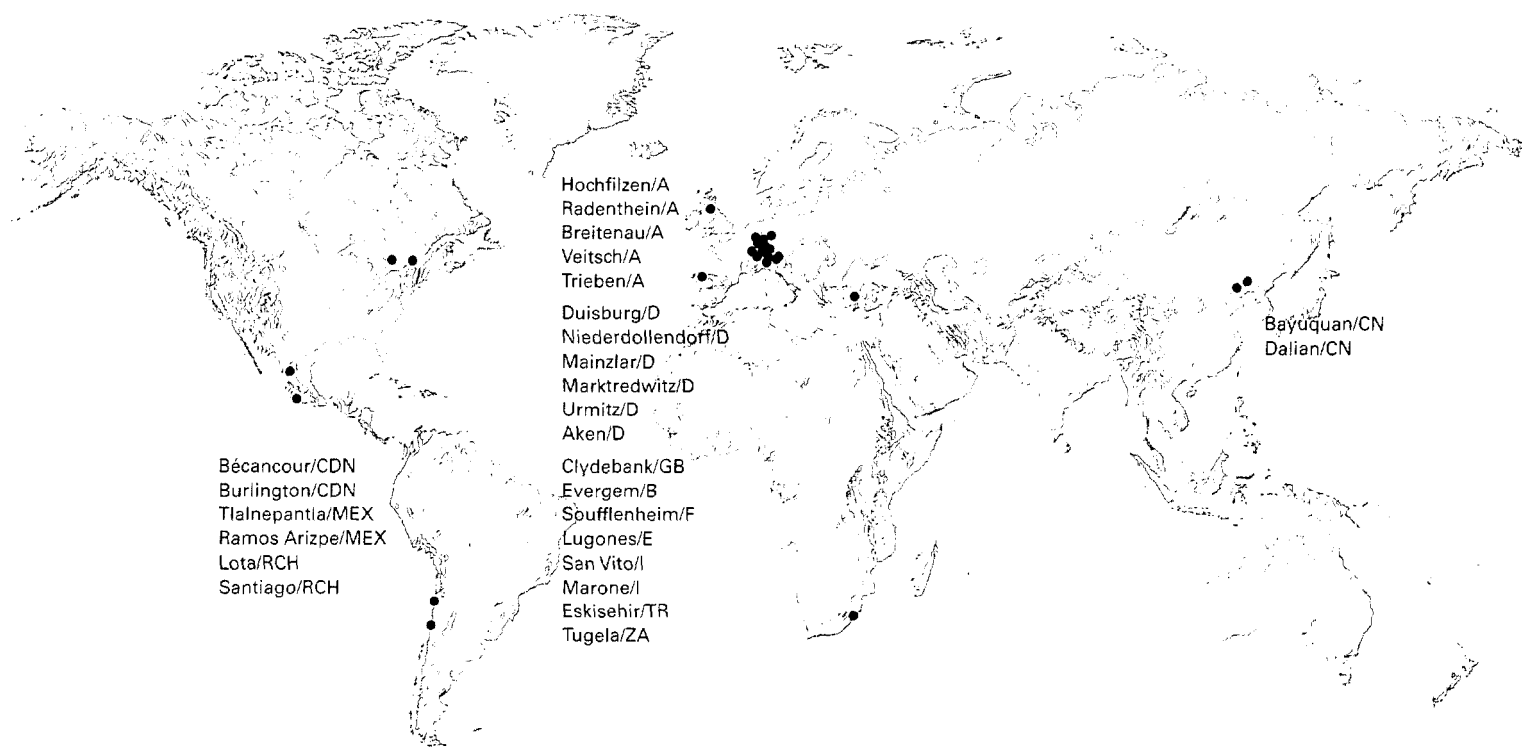 Hochfilzen/A
Radenthein/A
Breitenau/A
Veitsch/A
Trieben/A
Duisburg/D
Niederdollendorf/D
Mainzlar/D
Marktredwitz/D
Urmitz/D
Aken/D
Clydebank/GB
Evergem/B
Soufflenheim/F
Lugones/E
San Vito/I
Marone/I
Eskisehir/TR
Tugela/ZA
Bécancour/CDN
Burlington/CDN
Tlalnepantla/MEX
Ramos Arizpe/MEX
Lota/RCH
Santiago/RCH
Bayuquan/CN
Dalian/CN